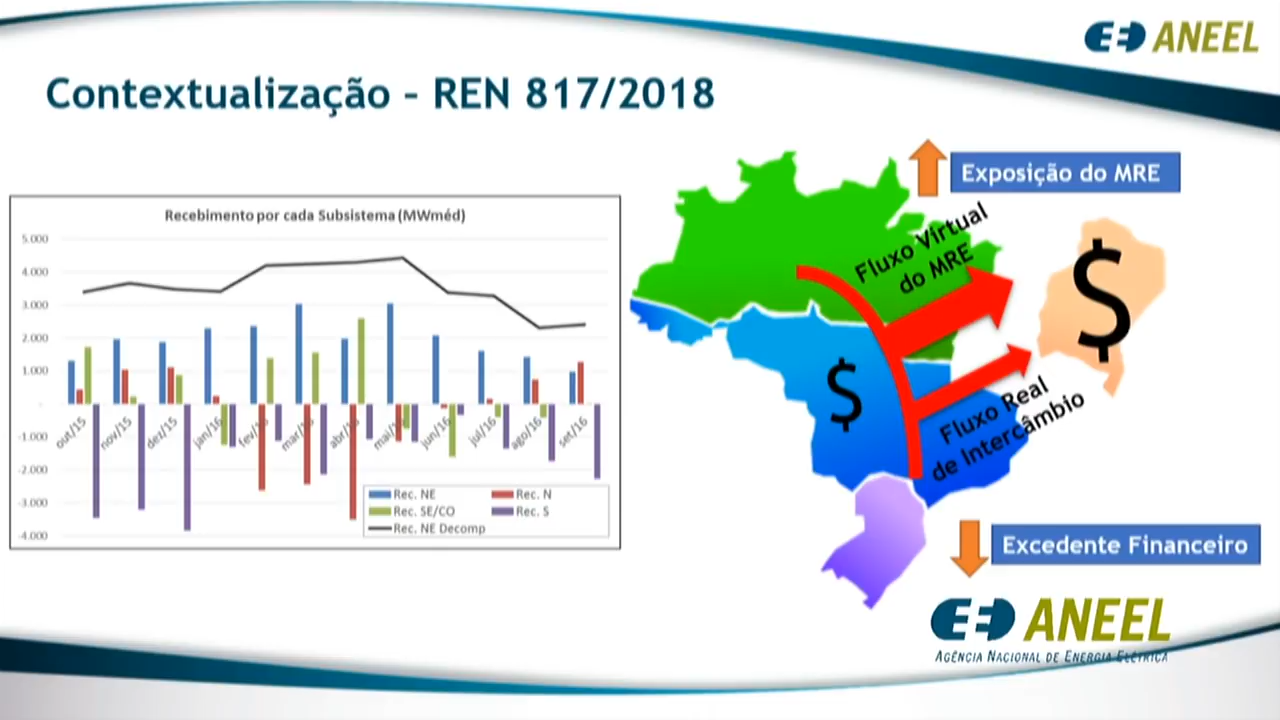 ANEEL
Contextualização – REN 817/2018
Recebimento por cada Subsistema (MWméd)
5.000
4.000
3.000
2.000
1.000
-
-1.000
-2.000
-3.000
-4.000
out/15
nov/15
dez/15
jan/16
fev/16
mar/16
abr/16
mai/16
jun/16
jul/16
ago/16
set/16
Rec. NE
Rec. N
Rec. SE/CO
Rec. S
Rec. NE Decomp
Exposição do MRE
Fluxo Virtual
do MRE
$
$
Fluxo Real
de Intercâmbio
Excedente Financeiro
ANEEL
AGÊNCIA NACIONAL DE ENERGIA ELÉTRICA